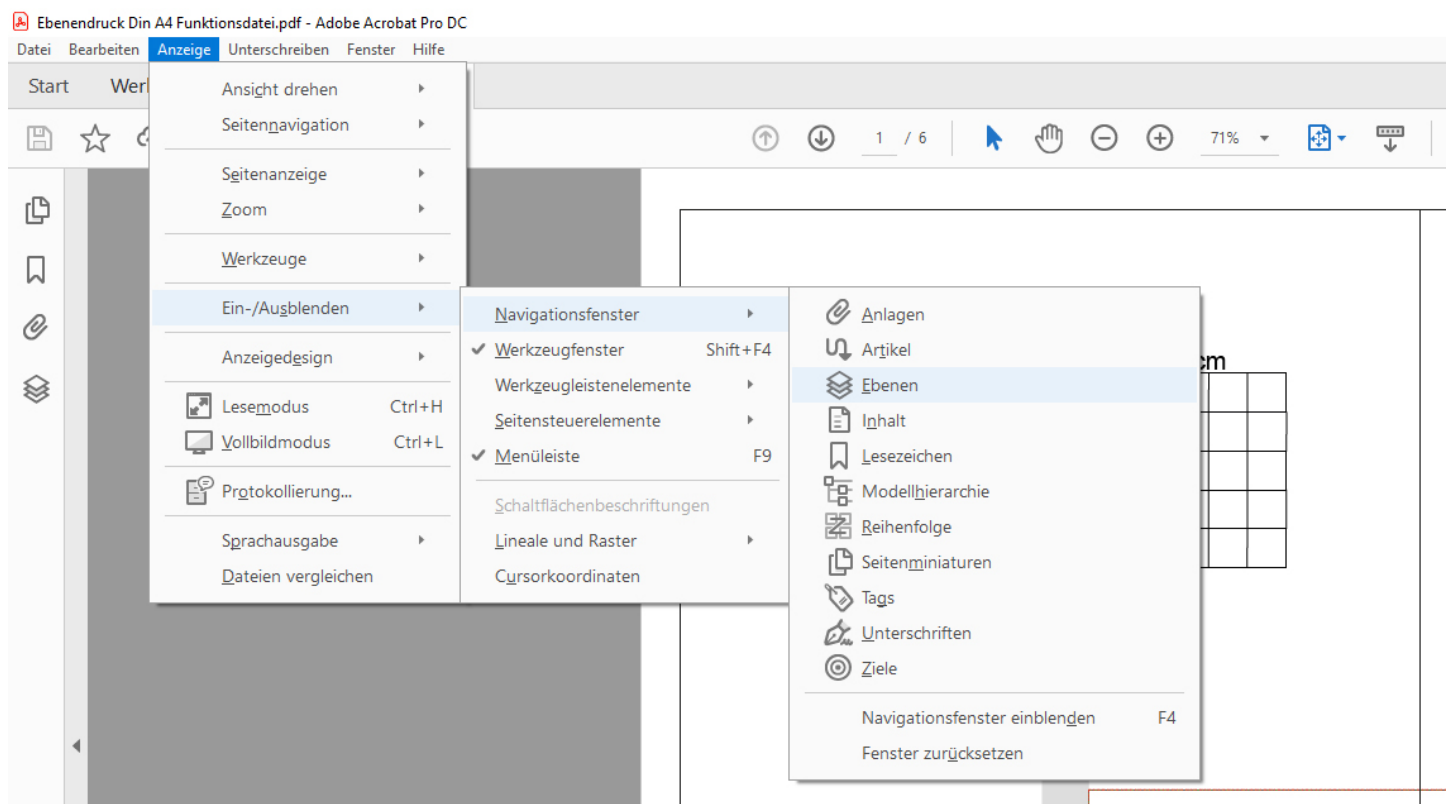 Ebenendruck Din A4 Funktionsdatei.pdf - Adobe Acrobat Pro DC
Datei Bearbeiten Anzeige Unterschreiben Fenster Hilfe
Start Wer
1 / 6 71%
Ansicht drehen
Seitennavigation
Seitenanzeige
Zoom
Werkzeuge
Ein-/Ausblenden
Anzeigedesign
Lesemodus Ctrl+H
Vollbildmodus Ctrl+L
Protokollierung...
Sprachausgabe
Dateien vergleichen
Navigationsfenster
Werkzeugfenster Shift+F4
Werkzeugleistenelemente
Seitensteuerelemente
Menüleiste F9
Schaltflächenbeschriftungen
Lineale und Raster
Cursorkoordinaten
Anlagen
Artikel
Ebenen
Inhalt
Lesezeichen
Modellhierarchie
Reihenfolge
Seitenminiaturen
Tags
Unterschriften
Ziele
Navigationsfenster einblenden F4
Fenster zurücksetzen
cm